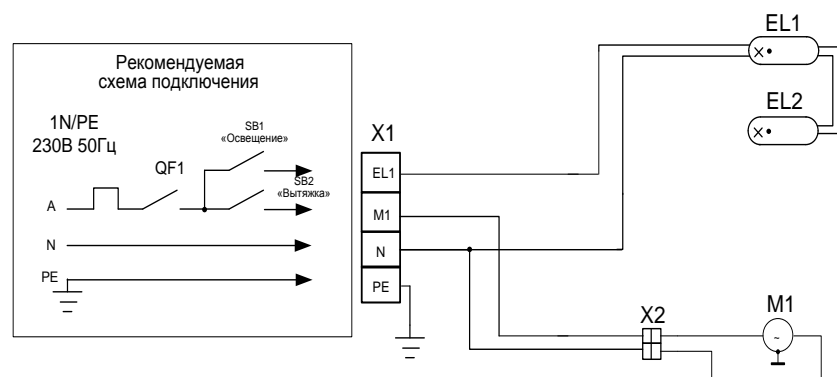 Рекомендуемая
схема подключения
1N/PE
230В 50Гц
SB1
«Освещение»
QF1
SB2
«Вытяжка»
A
N
PE
X1
EL1
M1
N
PE
EL1
EL2
X2
M1
~